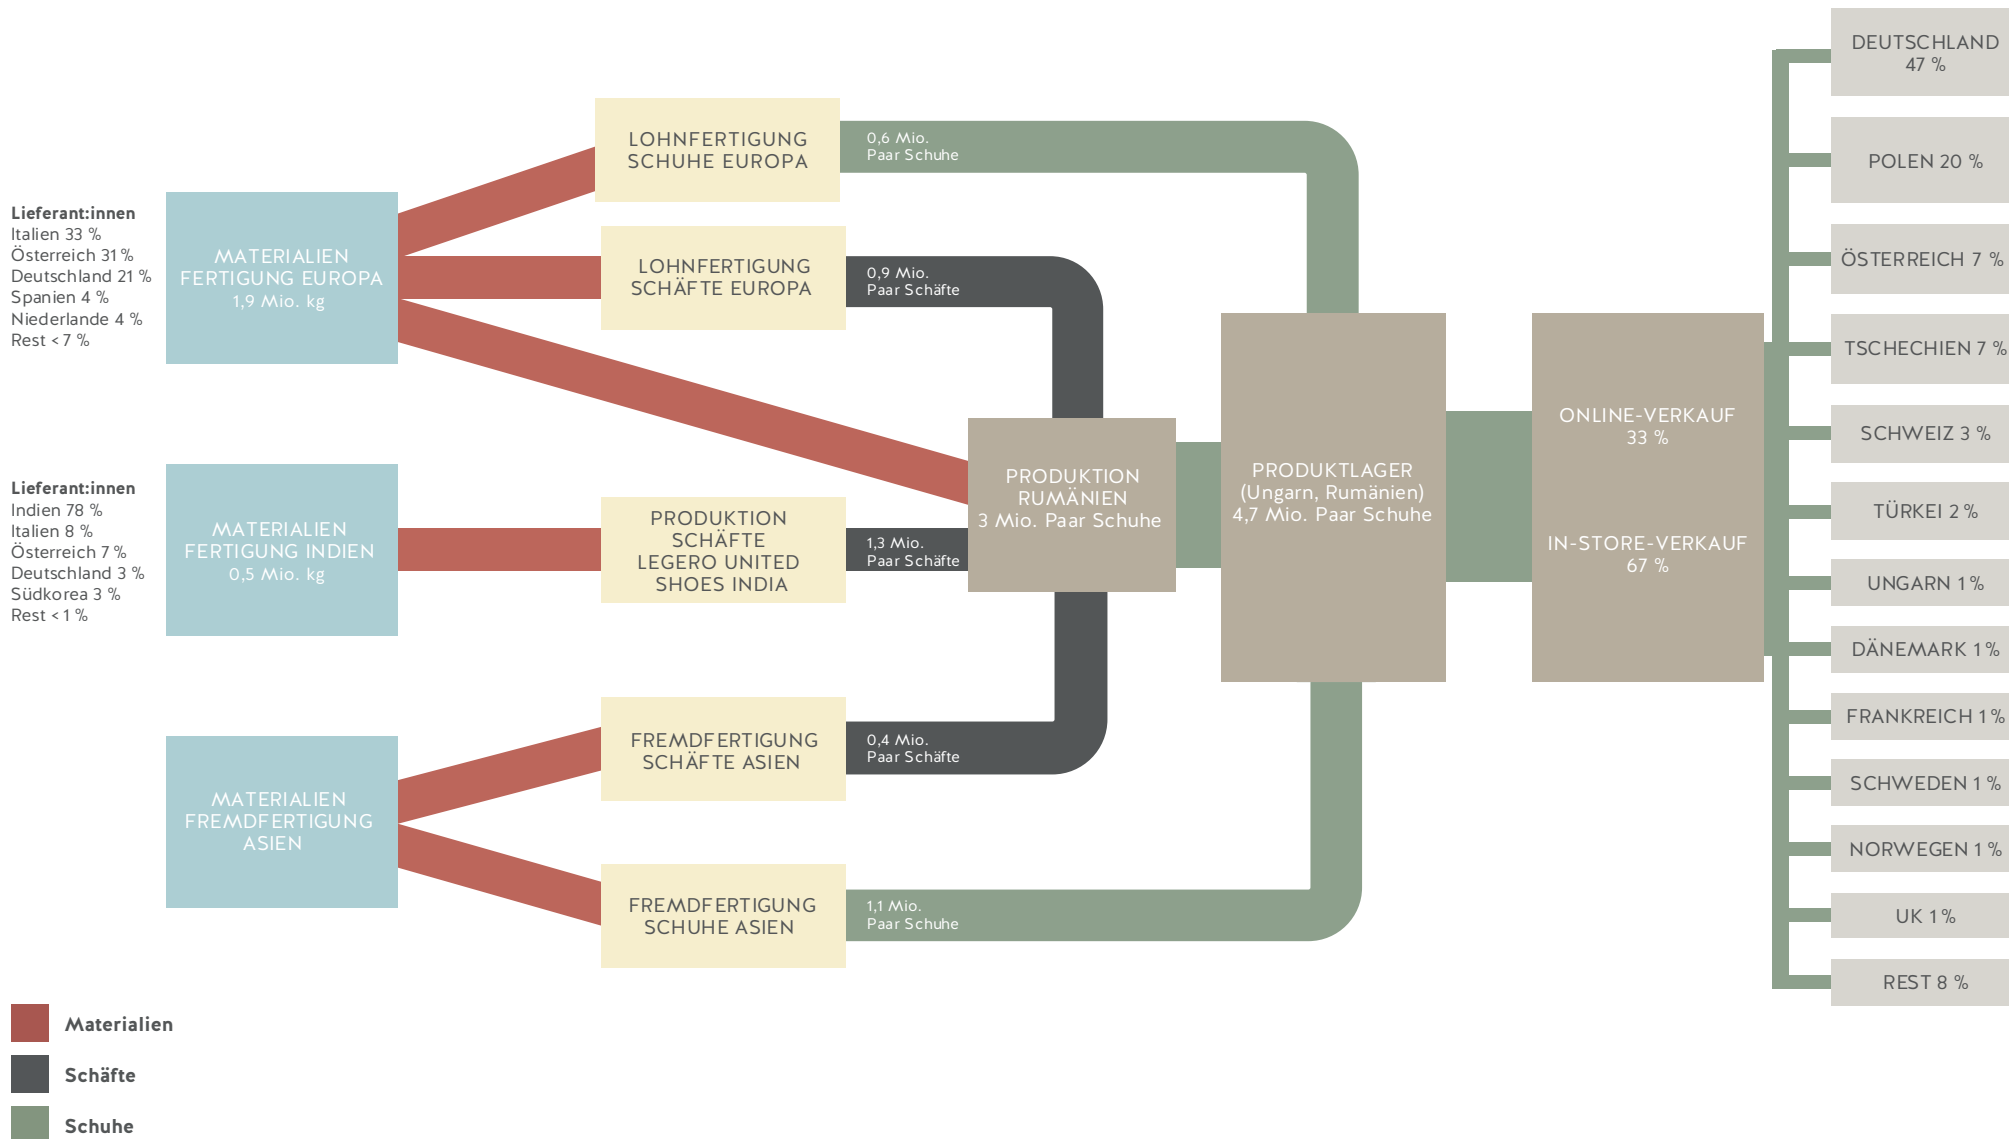 Lieferant:innen
Italien 33 %
Österreich 31 %
Deutschland 21 %
Spanien 4 %
Niederlande 4 %
Rest < 7 %
MATERIALIEN
FERTIGUNG EUROPA
1,9 Mio. kg
Lieferant:innen
Indien 78 %
Italien 8 %
Österreich 7 %
Deutschland 3 %
Südkorea 3 %
Rest < 1 %
MATERIALIEN
FERTIGUNG INDIEN
0,5 Mio. kg
MATERIALIEN
FREMDFERTIGUNG
ASIEN
LOHNFERTIGUNG
SCHUHE EUROPA
LOHNFERTIGUNG
SCHÄFTE EUROPA
PRODUKTION
SCHÄFTE
LEGERO UNITED
SHOES INDIA
FREMDFERTIGUNG
SCHÄFTE ASIEN
FREMDFERTIGUNG
SCHUHE ASIEN
0,6 Mio.
Paar Schuhe
0,9 Mio.
Paar Schäfte
1,3 Mio.
Paar Schäfte
0,4 Mio.
Paar Schäfte
1,1 Mio.
Paar Schuhe
PRODUKTION
RUMÄNIEN
3 Mio. Paar Schuhe
PRODUKTLAGER
(Ungarn, Rumänien)
4,7 Mio. Paar Schuhe
ONLINE-VERKAUF
33 %
IN-STORE-VERKAUF
67 %
DEUTSCHLAND
47 %
POLEN 20 %
ÖSTERREICH 7 %
TSCHECHIEN 7 %
SCHWEIZ 3 %
TÜRKEI 2 %
UNGARN 1 %
DÄNEMARK 1 %
FRANKREICH 1 %
SCHWEDEN 1 %
NORWEGEN 1 %
UK 1 %
REST 8 %
Materialien
Schäfte
Schuhe